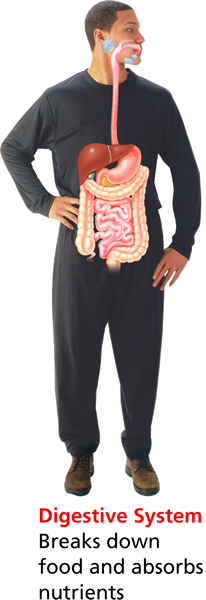 Digestive System
Breaks down
food and absorbs
nutrients